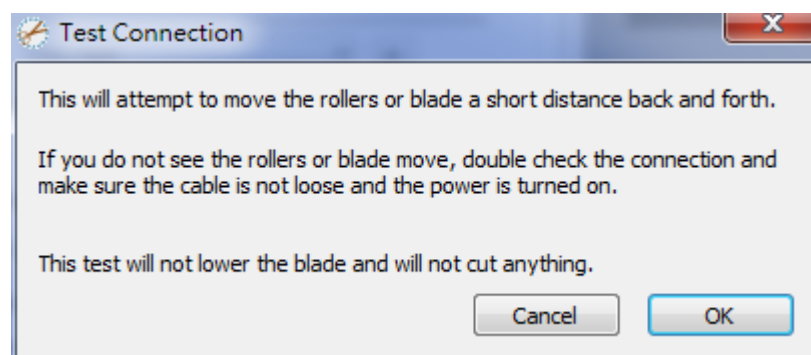 Test Connection
This will attempt to move the rollers or blade a short distance back and forth.
If you do not see the rollers or blade move, double check the connection and
make sure the cable is not loose and the power is turned on.
This test will not lower the blade and will not cut anything.
Cancel
OK